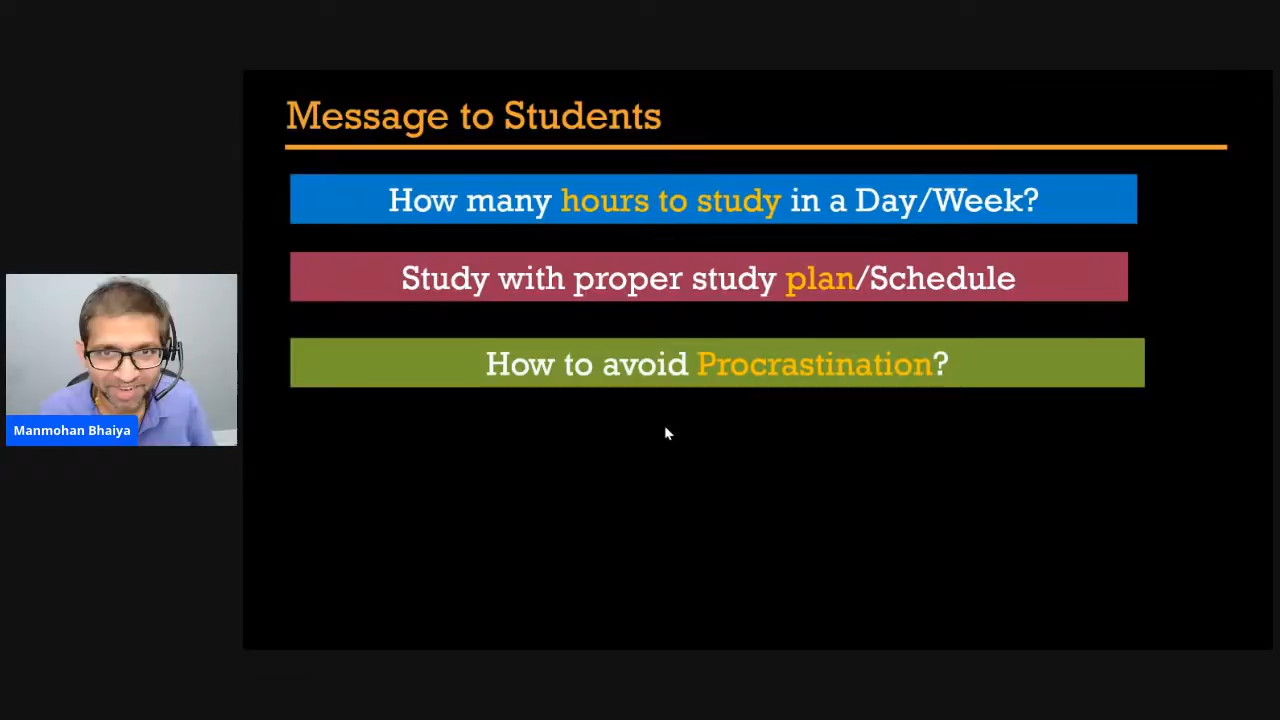 Message to Students
How many hours to study in a Day/Week?
Study with proper study plan/Schedule
How to avoid Procrastination?
Manmohan Bhaiya